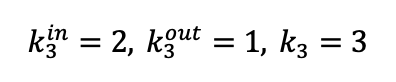 k₃ⁱⁿ = 2, k₃ᵒᵘᵗ = 1, k₃ = 3